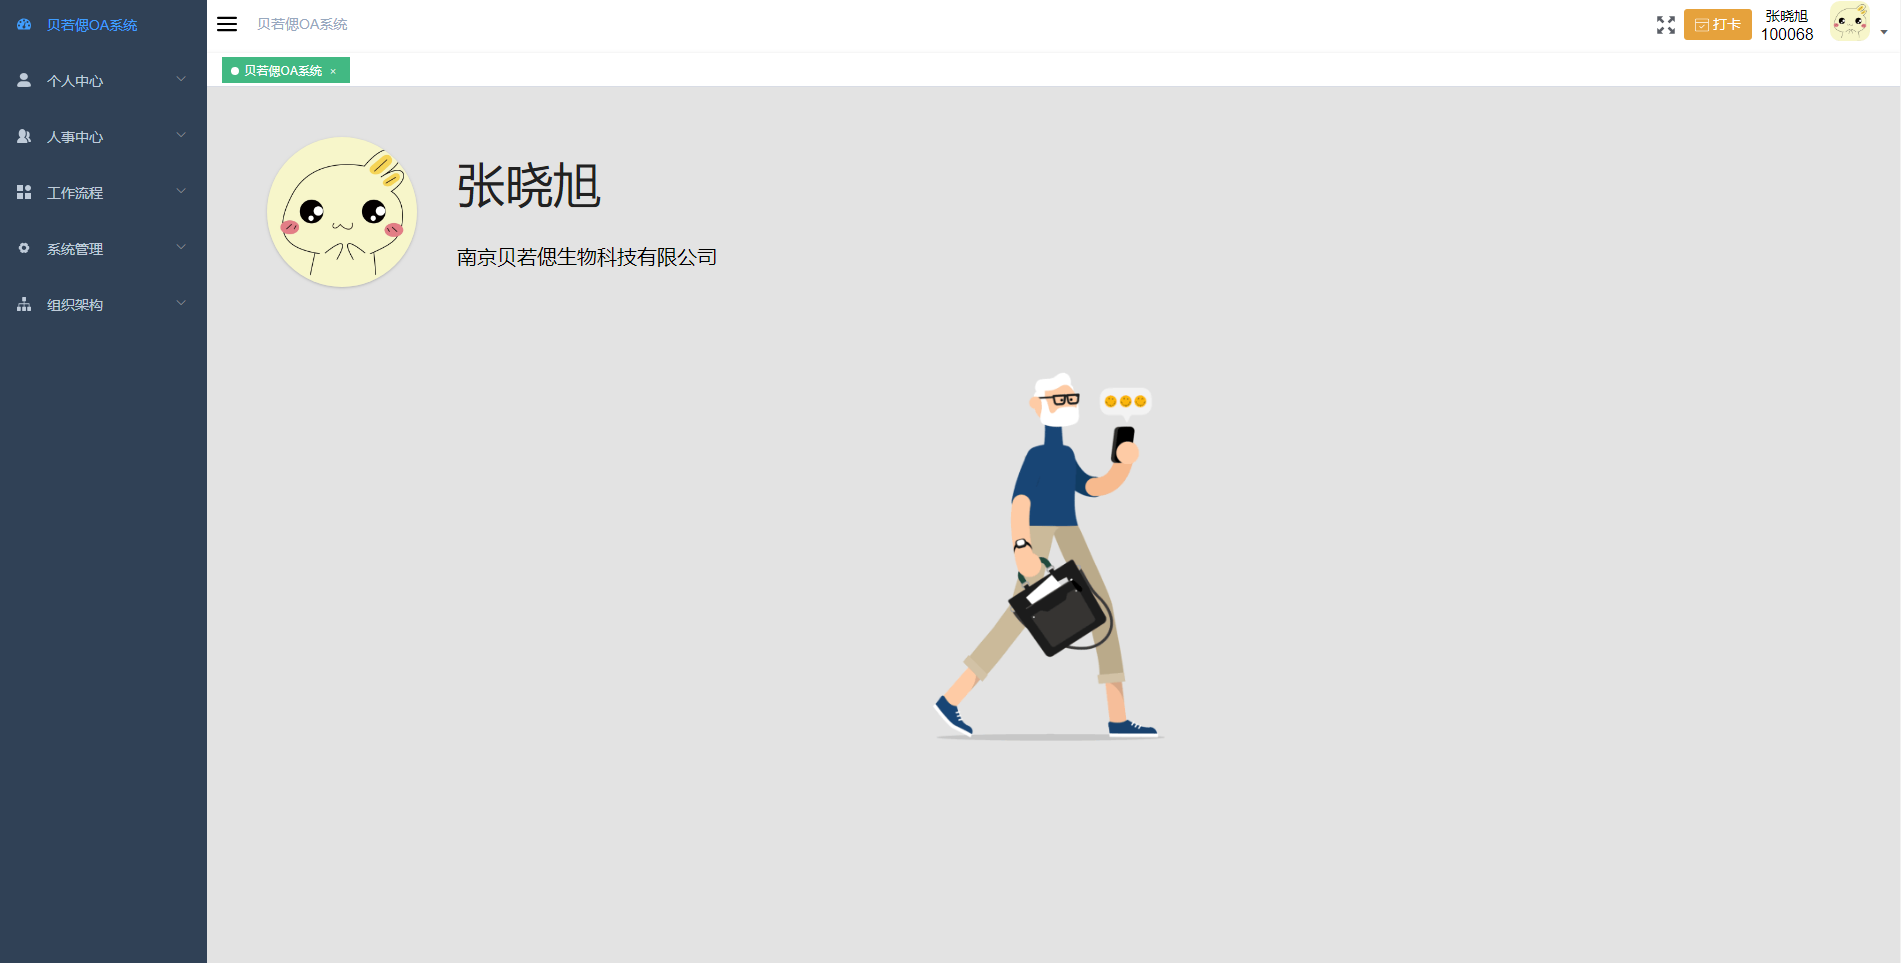 贝若偲OA系统
个人中心
人事中心
工作流程
系统管理
组织架构
贝若偲OA系统
打卡
张晓旭
100068
贝若偲OA系统 ×
张晓旭
南京贝若偲生物科技有限公司